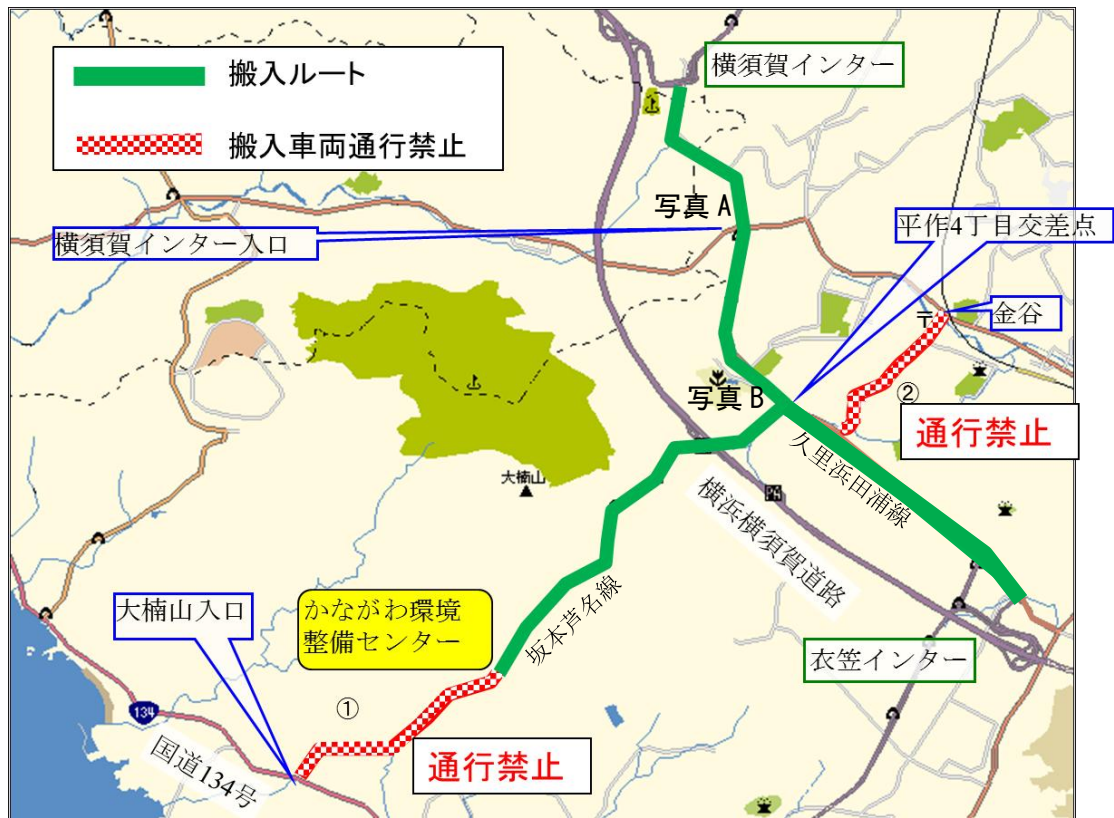 搬入ルート
搬入車両通行禁止
横須賀インター
写真 A
横須賀インター入口
平作4丁目交差点
〒
金谷
写真 B
②
通行禁止
久里浜田浦線
大楠山
横浜横須賀道路
大楠山入口
かながわ環境
整備センター
坂本芦名線
衣笠インター
①
134
通行禁止
国道134号